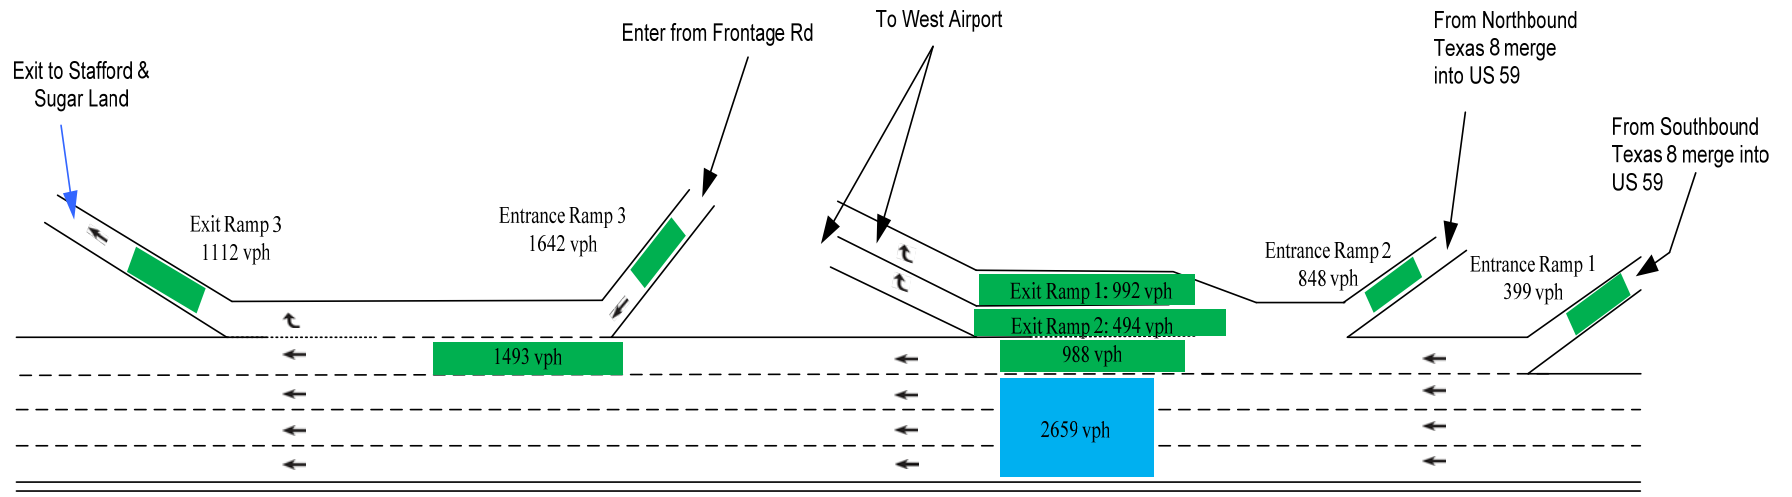 Exit to Stafford &
Sugar Land
Enter from Frontage Rd
To West Airport
From Northbound
Texas 8 merge
into US 59
From Southbound
Texas 8 merge into
US 59
Exit Ramp 3
1112 vph
Entrance Ramp 3
1642 vph
Entrance Ramp 2
848 vph
Entrance Ramp 1
399 vph
Exit Ramp 1: 992 vph
Exit Ramp 2: 494 vph
1493 vph
988 vph
2659 vph